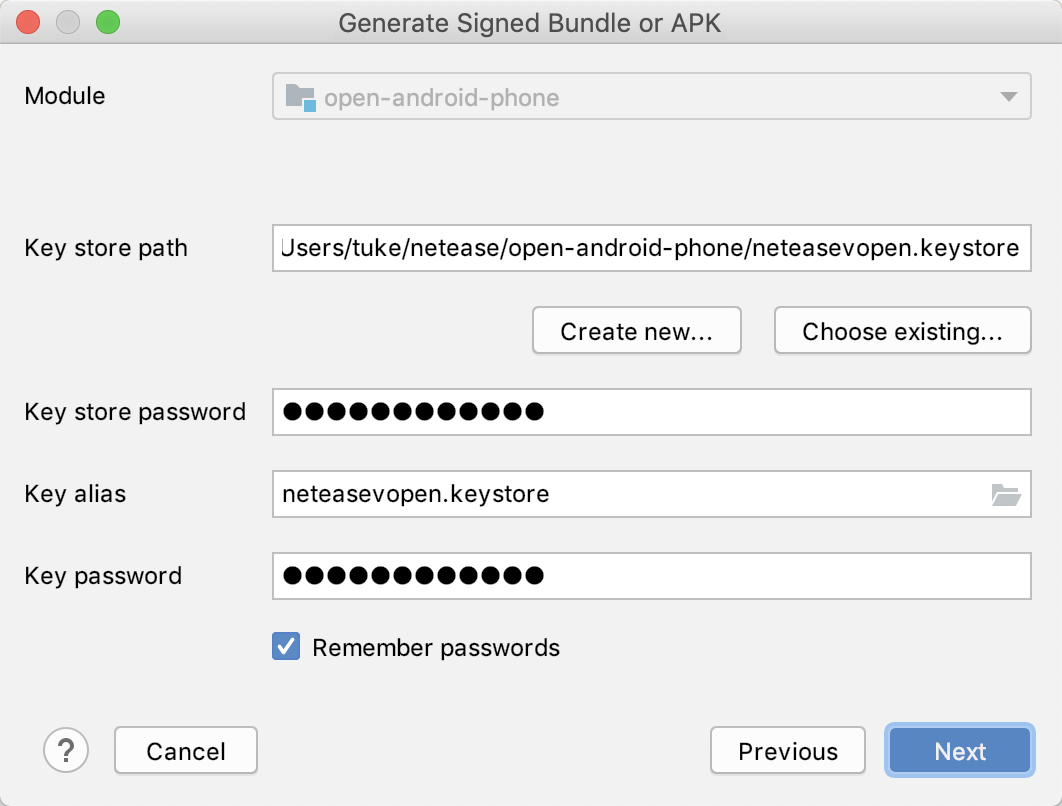 Generate Signed Bundle or APK
Module
open-android-phone
Key store path
Users/tuke/netease/open-android-phone/neteasevopen.keystore
Create new...
Choose existing...
Key store password
●●●●●●●●●●●●
Key alias
neteasevopen.keystore
Key password
●●●●●●●●●●●●
Remember passwords
?
Cancel
Previous
Next